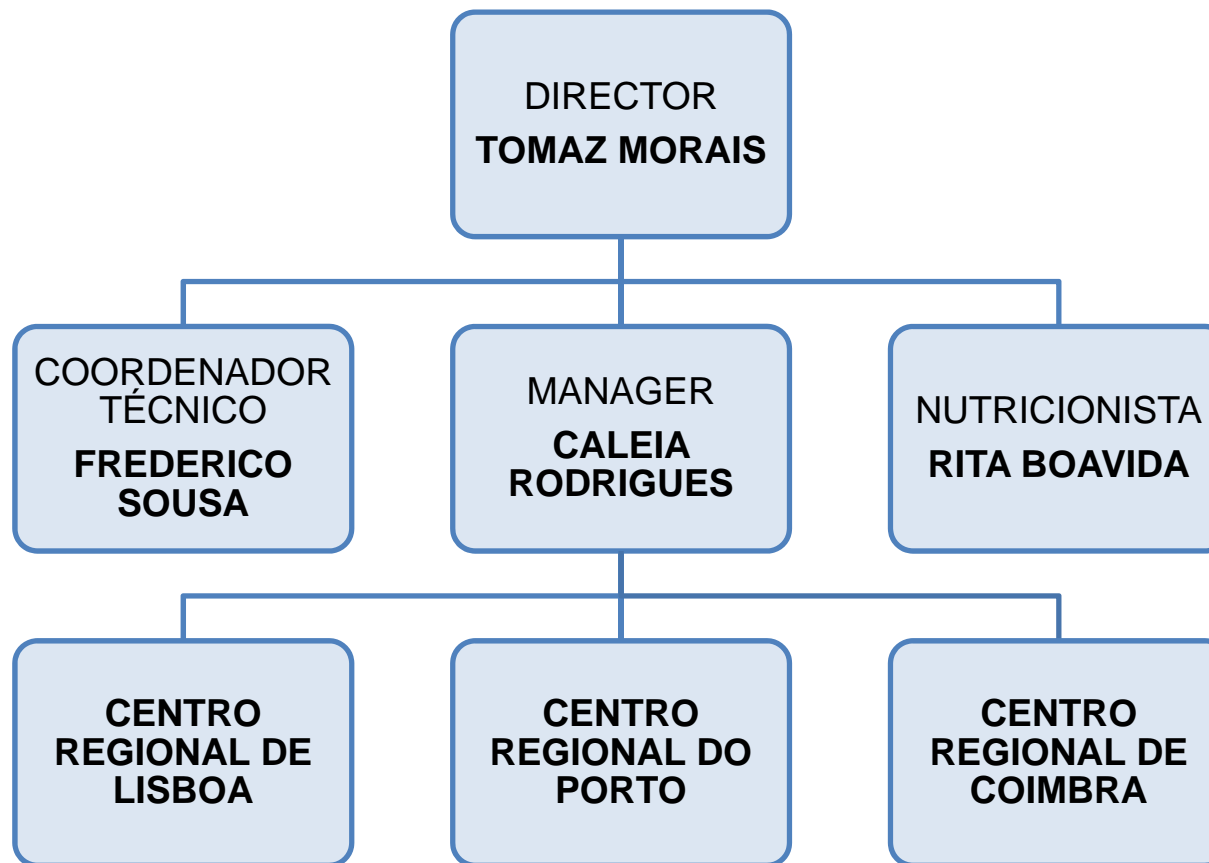 DIRECTOR
TOMAZ MORAIS
COORDENADOR
TÉCNICO
FREDERICO
SOUSA
MANAGER
CALEIA
RODRIGUES
NUTRICIONISTA
RITA BOAVIDA
CENTRO
REGIONAL DE
LISBOA
CENTRO
REGIONAL DO
PORTO
CENTRO
REGIONAL DE
COIMBRA